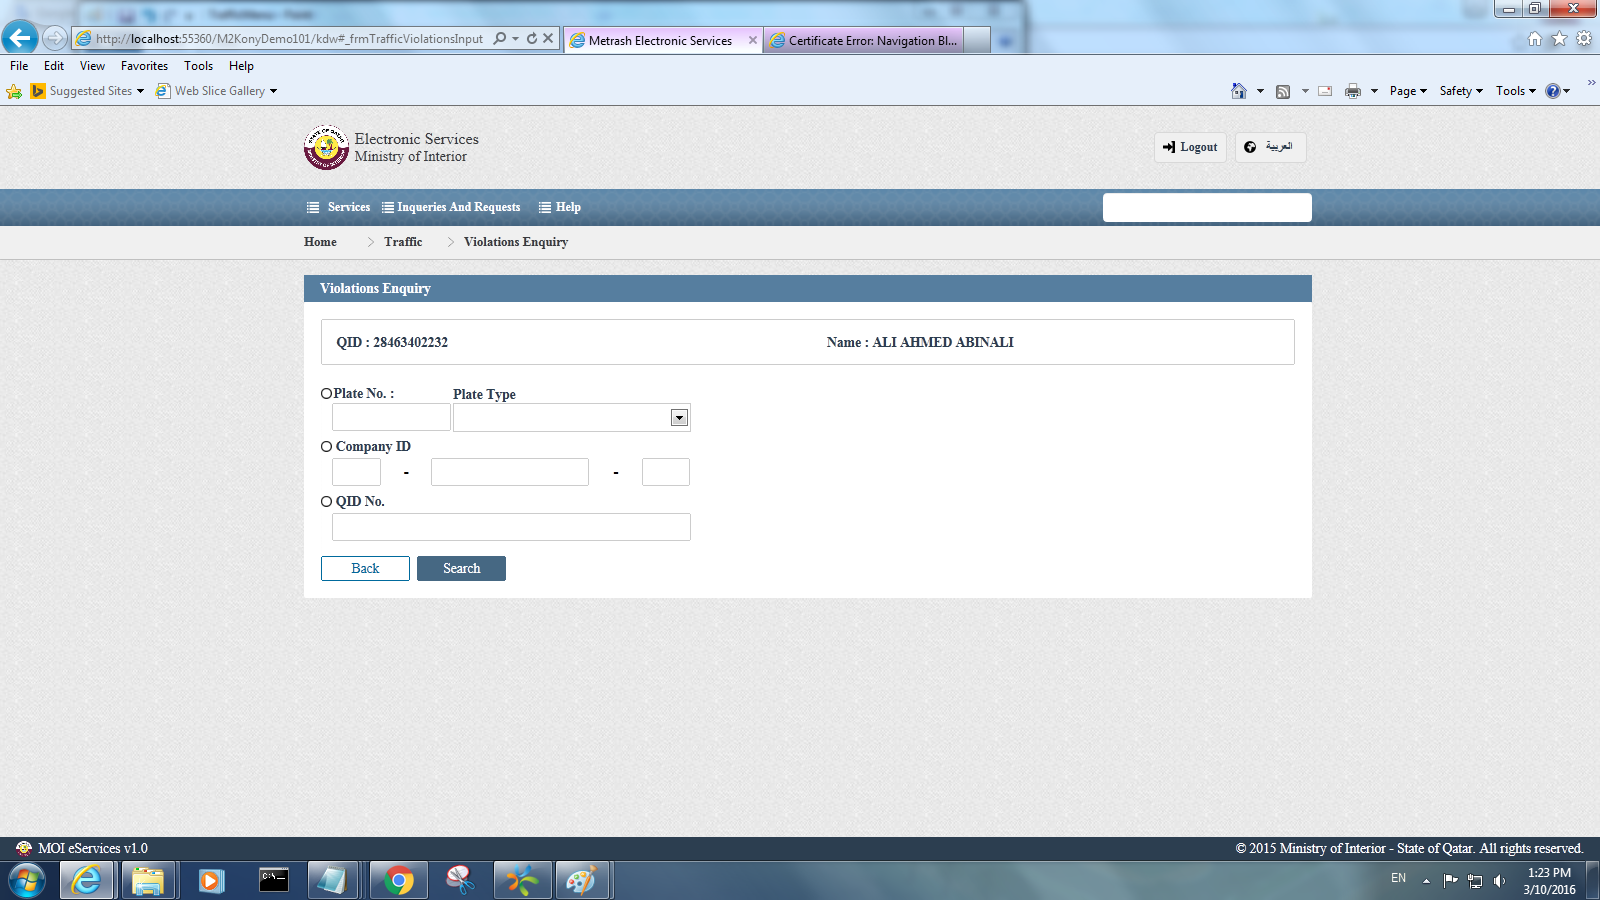 http://localhost:55360/M2KonyDemo101/kdw#_frmTrafficViolationsInput
Metrash Electronic Services
Certificate Error: Navigation Bl...
File Edit View Favorites Tools Help
Suggested Sites Web Slice Gallery
Page Safety Tools
Electronic Services
Ministry of Interior
Logout
العربية
Services Inqueries And Requests Help
Home Traffic Violations Enquiry
Violations Enquiry
QID : 28463402232 Name : ALI AHMED ABINALI
Plate No. : Plate Type
Company ID
- -
QID No.
Back Search
MOI eServices v1.0
© 2015 Ministry of Interior - State of Qatar. All rights reserved.
EN
1:23 PM
3/10/2016